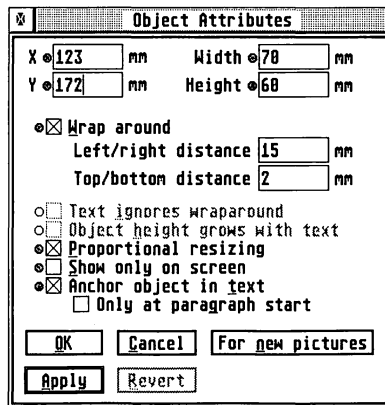 Object Attributes
X 123 mm Width 70 mm
Y 172 mm Height 60 mm
Wrap around
Left/right distance 15 mm
Top/bottom distance 2 mm
Text ignores wraparound
Object height grows with text
Proportional resizing
Show only on screen
Anchor object in text
Only at paragraph start
OK Cancel For new pictures
Apply Revert